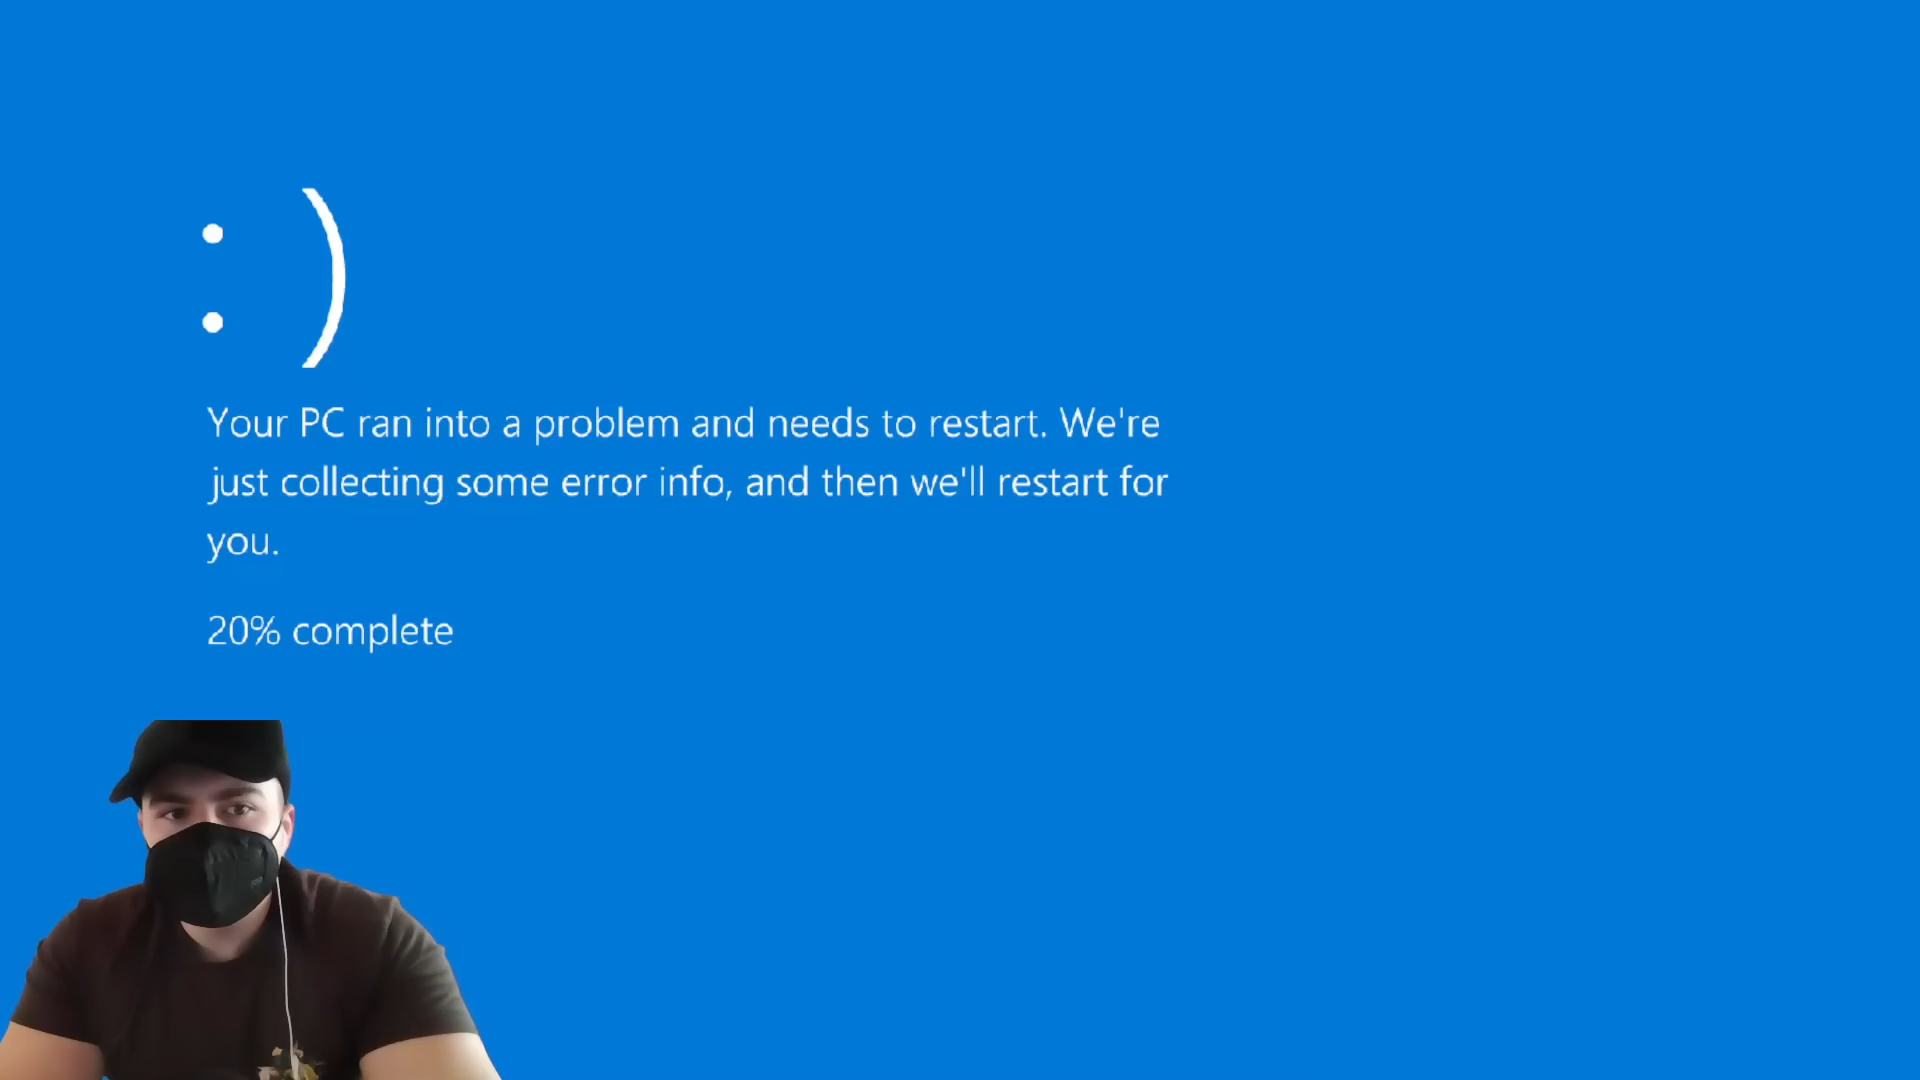 :)
Your PC ran into a problem and needs to restart. We're
just collecting some error info, and then we'll restart for
you.
20% complete